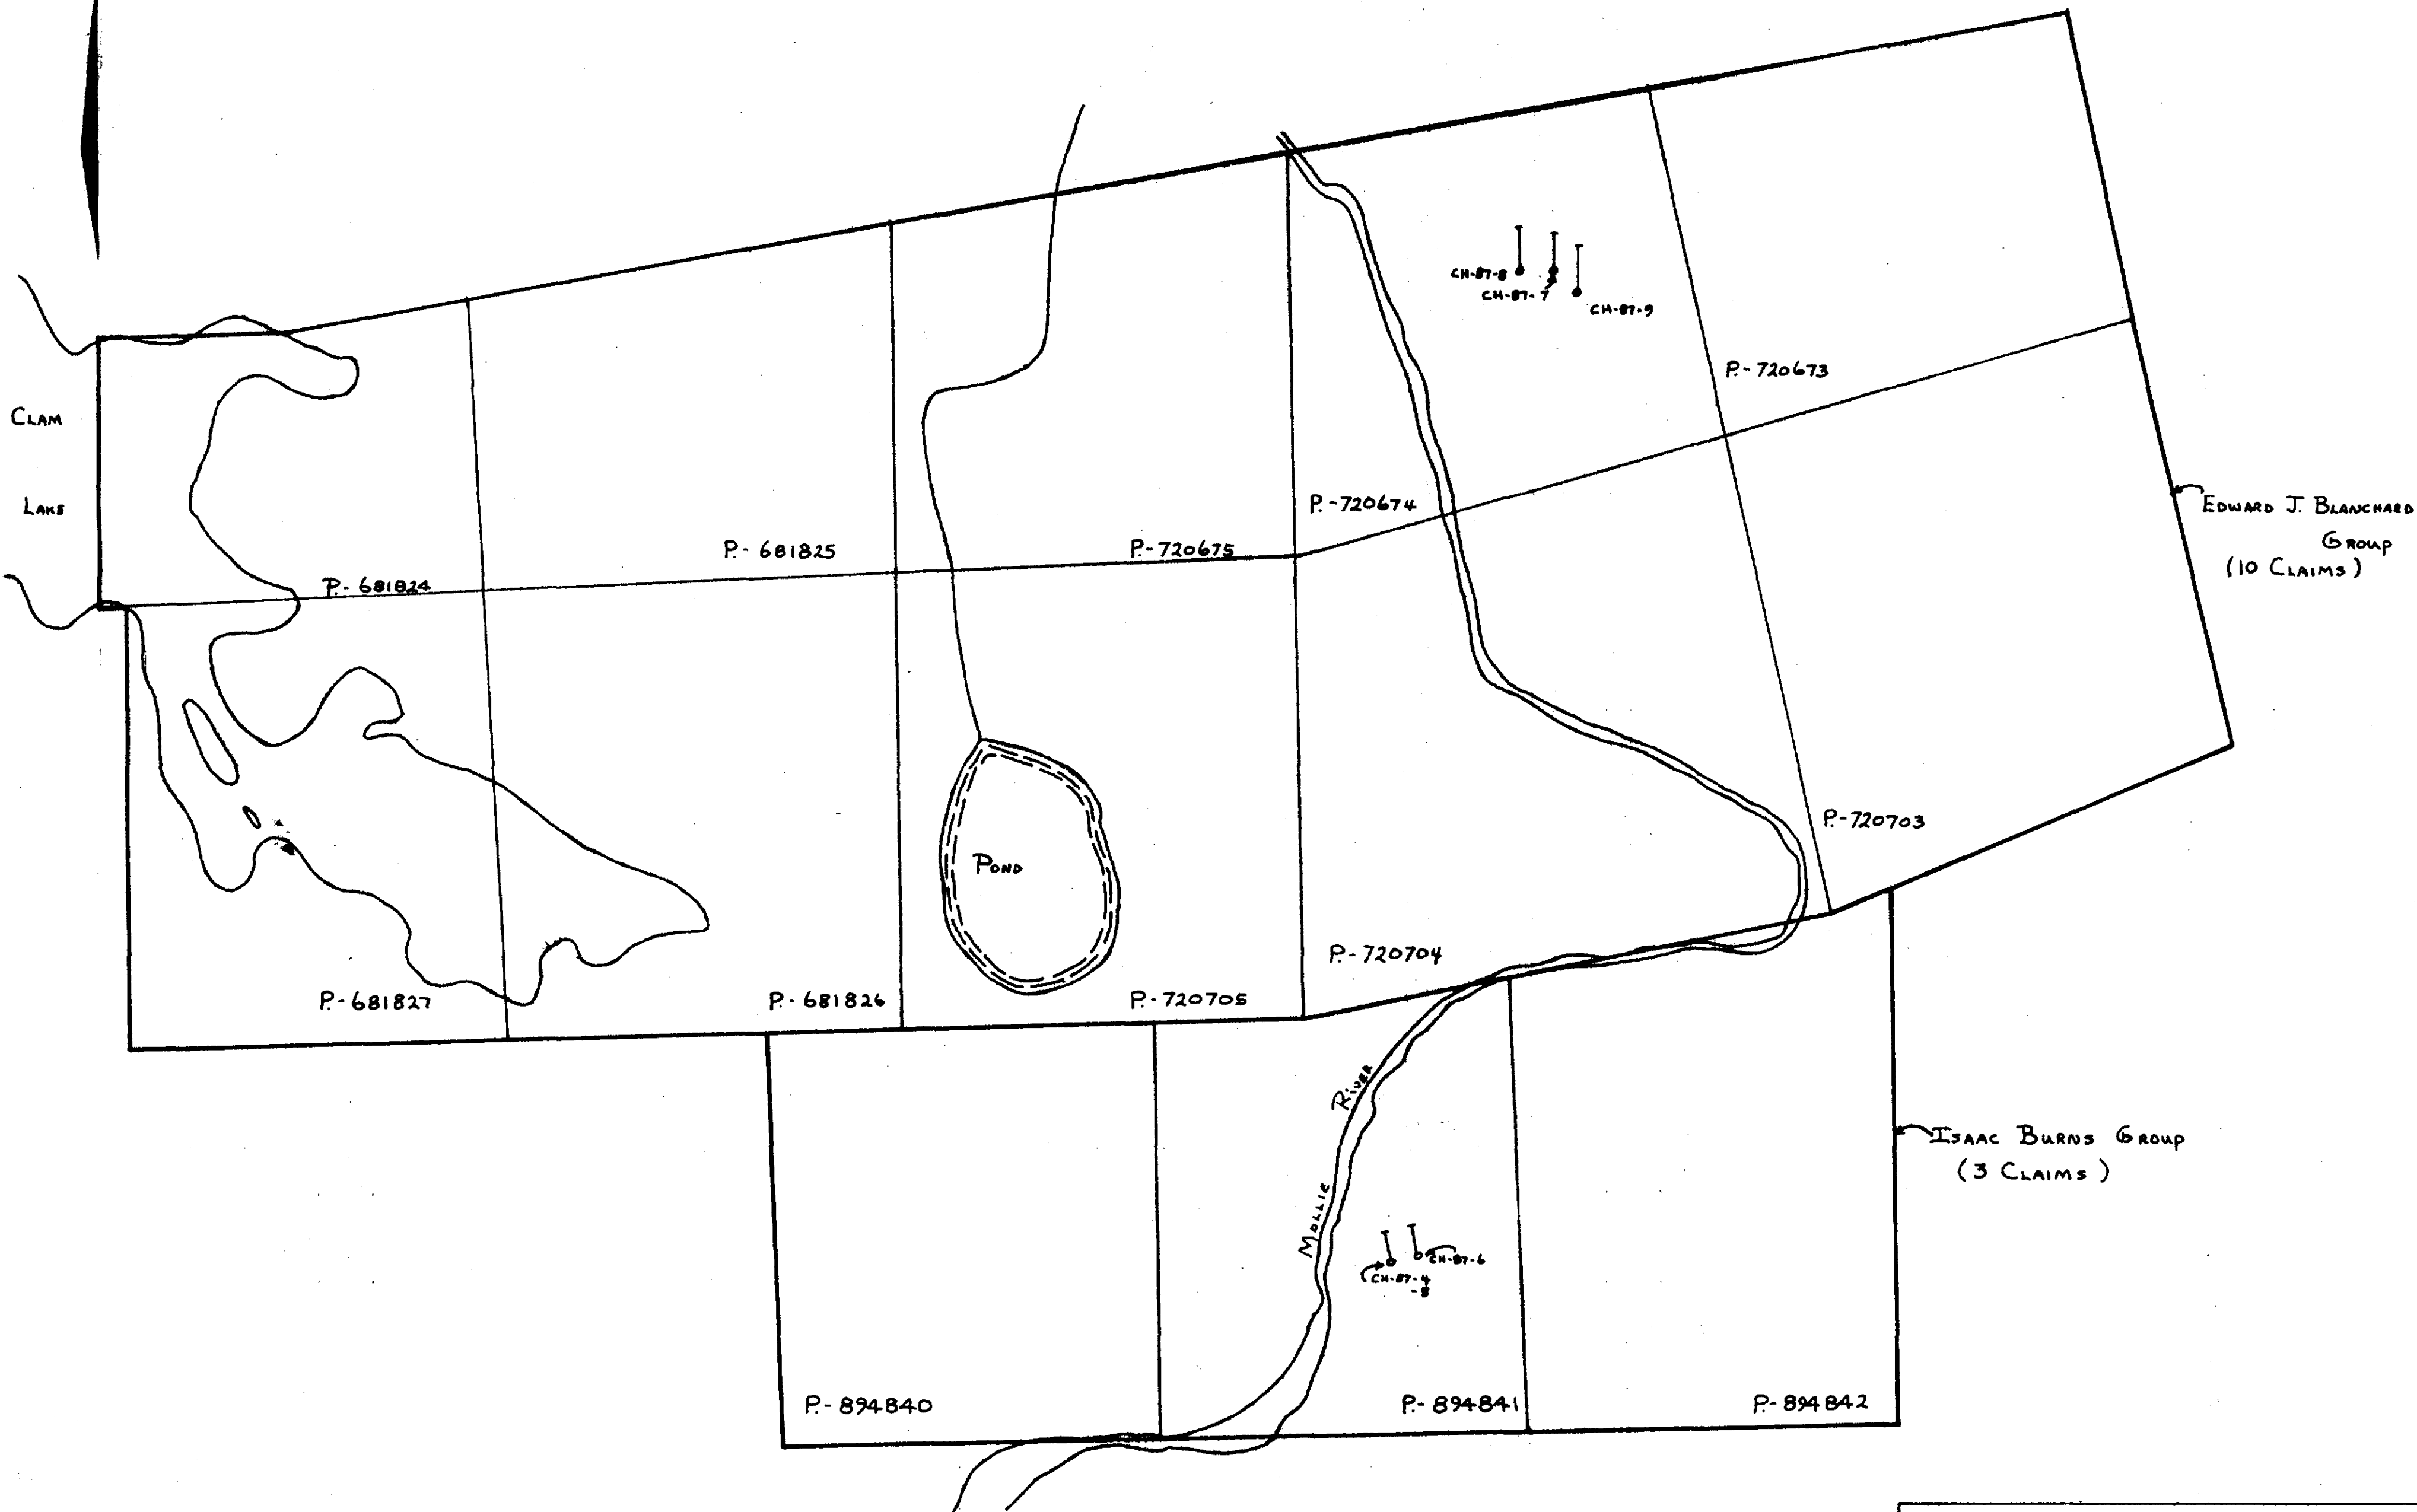 CH-87-8
CH-87-7
CH-87-9
P.-720673
CLAM
LAKE
P.-720674
EDWARD J. BLANCHARD
GROUP
(10 CLAIMS)
P.-681825
P.-720675
P.-681824
P.-720703
POND
P.-720704
P.-681827
P.-681826
P.-720705
MOLLIE RIVER
ISAAC BURNS GROUP
(3 CLAIMS)
CH-87-6
CH-87-4
P.-894840
P.-894841
P.-894842